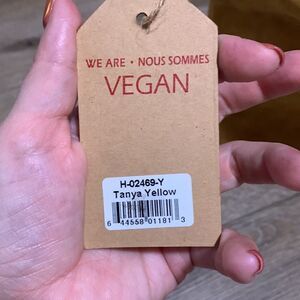 WE ARE • NOUS SOMMES
VEGAN
H-02469-Y
Tanya Yellow
6 44558 01181 3